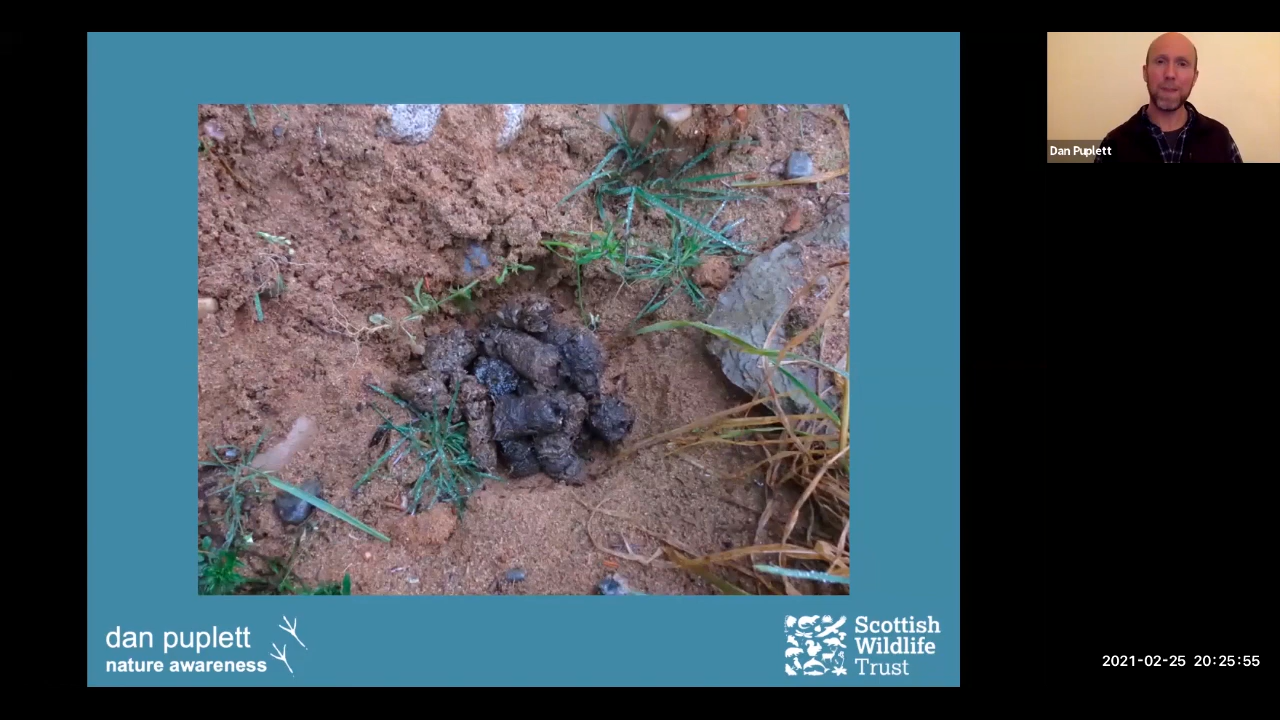 Dan Puplett
dan puplett
nature awareness
Scottish
Wildlife
Trust
2021-02-25 20:25:55